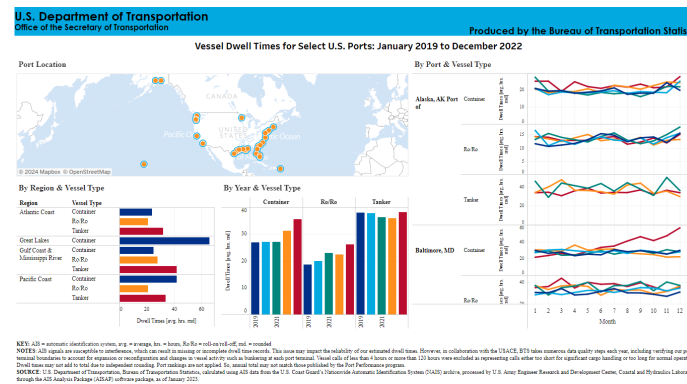 U.S. Department of Transportation
Office of the Secretary of Transportation
Produced by the Bureau of Transportation Statis
Vessel Dwell Times for Select U.S. Ports: January 2019 to December 2022
Port Location
CANADA
UNITED
STATES
Pacific O
Ocean
© 2024 Mapbox © OpenStreetMap
By Region & Vessel Type
Region Vessel Type
Atlantic Coast Container
Ro/Ro
Tanker
Great Lakes Container
Gulf Coast & Mississippi River
Container
Ro/Ro
Tanker
Pacific Coast Container
Ro/Ro
Tanker
0 20 40 60
Dwell Times (avg. hrs. rnd)
By Year & Vessel Type
Container Ro/Ro Tanker
Dwell Times (avg. hrs. rnd)
40
30
20
10
0
2019 2021 2019 2021 2019 2021
By Port & Vessel Type
Alaska, AK Port of
Container
Ro/Ro
Tanker
Baltimore, MD
Container
Ro/Ro
1 2 3 4 5 6 7 8 9 10 11 12
Month
KEY: AIS = automatic identification system, avg. = average, hrs. = hours, Ro/Ro = roll-on/roll-off, rnd. = rounded
NOTES: AIS signals are susceptible to interference, which can result in missing or incomplete dwell time records. This issue may impact the reliability of our estimated dwell times. However, in collaboration with the USACE, BTS takes numerous data quality steps each year, including verifying our po
terminal boundaries to account for expansion or reconfiguration and changes in vessel activity such as bunkering at each port terminal. Vessel calls of less than 4 hours or more than 120 hours were excluded as representing calls either too short for significant cargo handling or too long for normal opera
Dwell times may not add to total due to independent rounding. Port rankings are not applied. So, annual total may not match those published by the Port Performance program.
SOURCE: U.S. Department of Transportation, Bureau of Transportation Statistics, calculated using AIS data from the U.S. Coast Guard's Nationwide Automatic Identification System (NAIS) archive, processed by U.S. Army Engineer Research and Development Center, Coastal and Hydraulics Labora
through the AIS Analysis Package (AISAP) software package, as of January 2023.